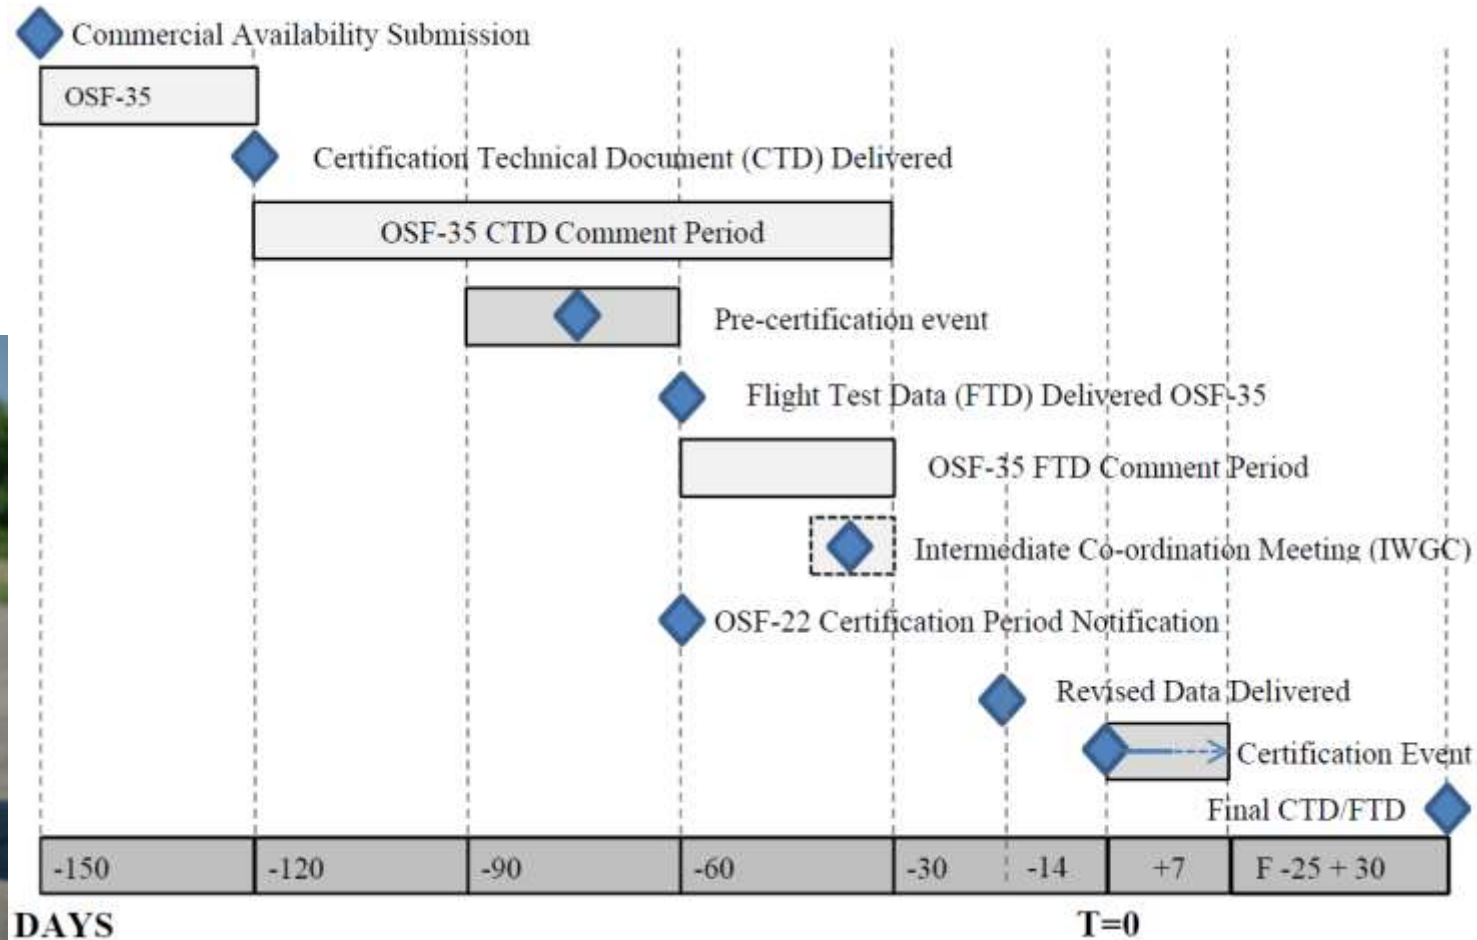 Commercial Availability Submission
OSF-35
Certification Technical Document (CTD) Delivered
OSF-35 CTD Comment Period
Pre-certification event
Flight Test Data (FTD) Delivered OSF-35
OSF-35 FTD Comment Period
Intermediate Co-ordination Meeting (IWGC)
OSF-22 Certification Period Notification
Revised Data Delivered
Certification Event
Final CTD/FTD
-150 -120 -90 -60 -30 -14 +7 F -25 + 30
DAYS T=0